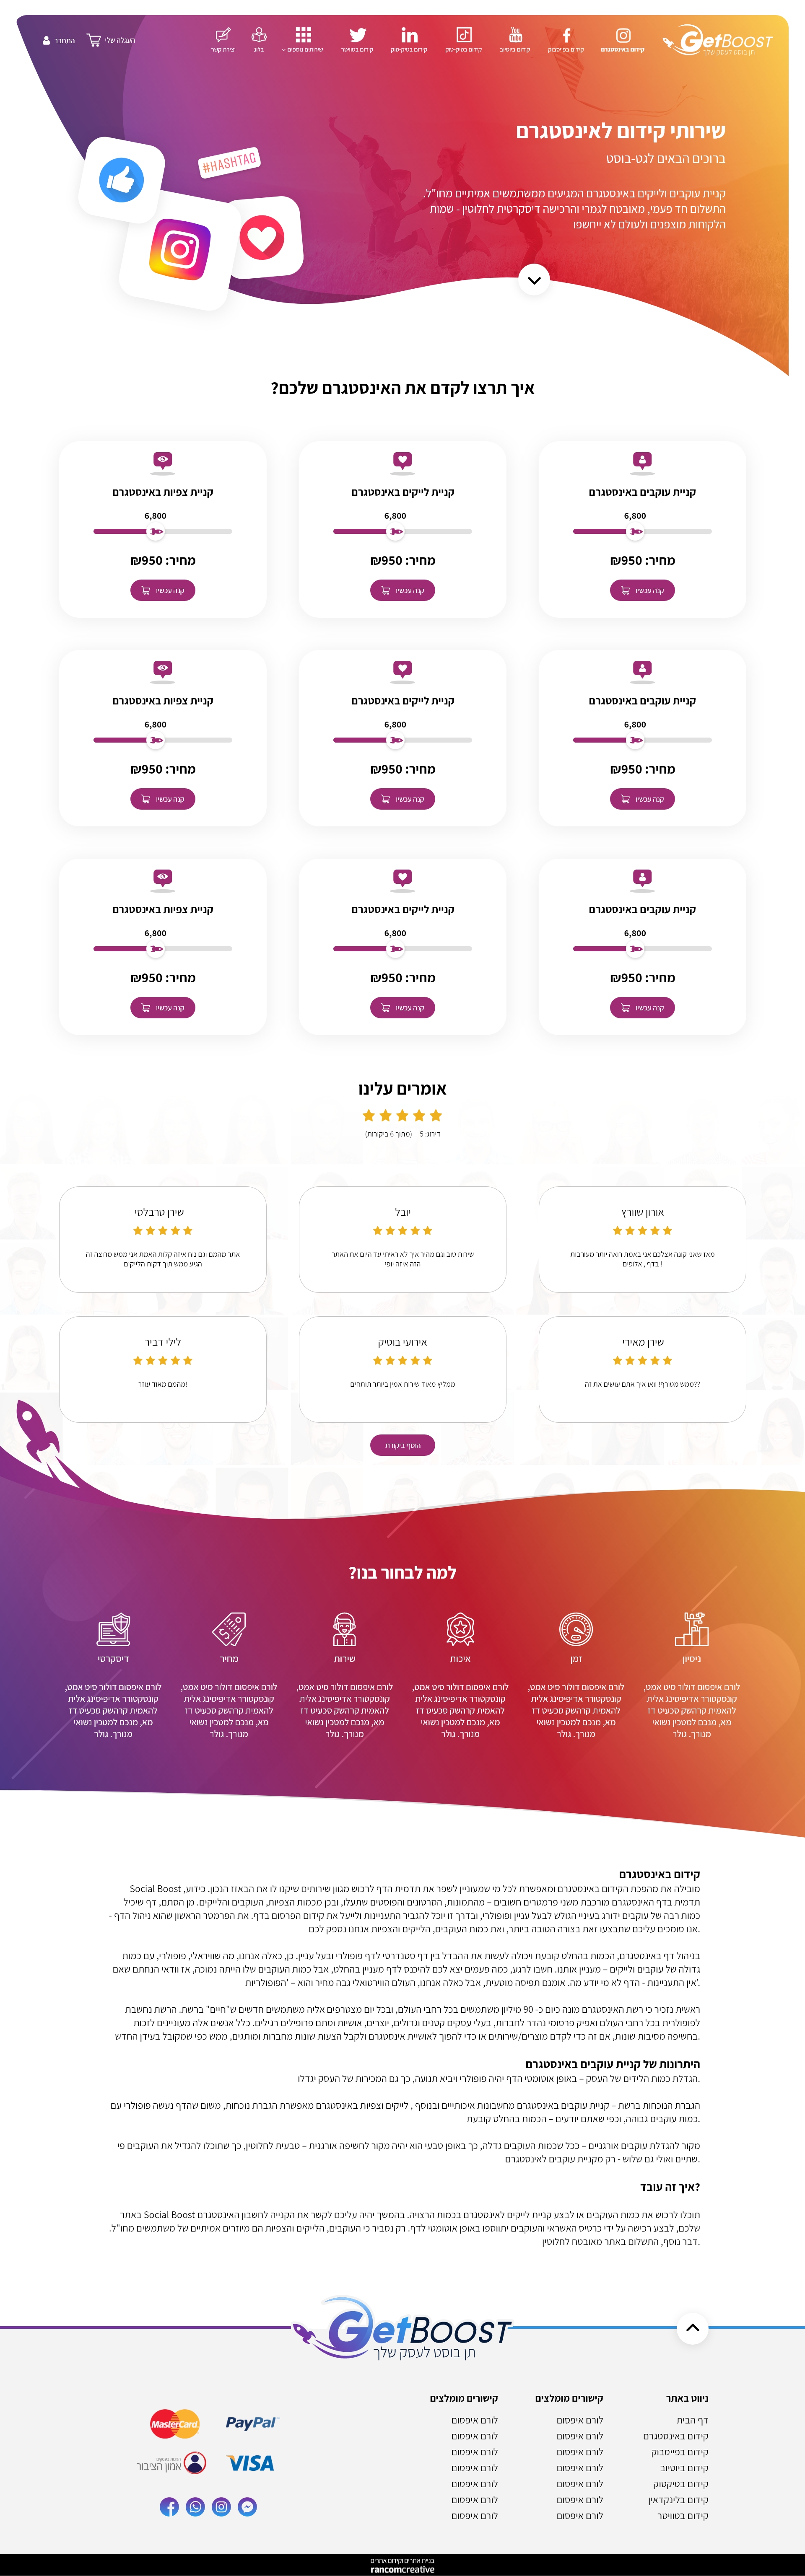 GetBOOST
תן בוסט לעסק שלך
קידום באינסטגרם
קידום בפייסבוק
קידום ביוטיוב
קידום בטיק-טוק
קידום בטיק-טוק
קידום בטוויטר
שירותים נוספים
בלוג
יצירת קשר
העגלה שלי
התחבר
שירותי קידום לאינסטגרם
ברוכים הבאים לגט-בוסט
קניית עוקבים ולייקים באינסטגרם המגיעים ממשתמשים אמיתיים מחו"ל.
התשלום חד פעמי, מאובטח לגמרי והרכישה דיסקרטית לחלוטין - שמות
הלקוחות מוצפנים ולעולם לא ייחשפו
#HASHTAG
איך תרצו לקדם את האינסטגרם שלכם?
קניית עוקבים באינסטגרם
6,800
מחיר: 950₪
קנה עכשיו
קניית לייקים באינסטגרם
6,800
מחיר: 950₪
קנה עכשיו
קניית צפיות באינסטגרם
6,800
מחיר: 950₪
קנה עכשיו
קניית עוקבים באינסטגרם
6,800
מחיר: 950₪
קנה עכשיו
קניית לייקים באינסטגרם
6,800
מחיר: 950₪
קנה עכשיו
קניית צפיות באינסטגרם
6,800
מחיר: 950₪
קנה עכשיו
קניית עוקבים באינסטגרם
6,800
מחיר: 950₪
קנה עכשיו
קניית לייקים באינסטגרם
6,800
מחיר: 950₪
קנה עכשיו
קניית צפיות באינסטגרם
6,800
מחיר: 950₪
קנה עכשיו
אומרים עלינו
דירוג: 5 (מתוך 6 ביקורות)
אורון שוורץ
מאז שאני קונה אצלכם אני באמת רואה יותר מעורבות
בדף , אלופים !
יובל
שירות טוב וגם מהיר איך לא ראיתי עד היום את האתר
הזה איזה יופי
שירן טרבלסי
אתר מהמם וגם נוח איזה קלות האמת אני ממש מרוצה זה
הגיע ממש תוך דקות הלייקים
שירן מאירי
ממש מטורף! וואו איך אתם עושים את זה??
אירועי בוטיק
ממליץ מאוד שירות אמין ביותר תותחים
לילי דביר
מהמם מאוד עוזר!
הוסף ביקורת
למה לבחור בנו?
ניסיון
לורם איפסום דולור סיט אמט,
קונסקטורר אדיפיסינג אלית
להאמית קרהשק סכעיט דז
מא, מנכם למטכין נשואי
מנורך. גולר
זמן
לורם איפסום דולור סיט אמט,
קונסקטורר אדיפיסינג אלית
להאמית קרהשק סכעיט דז
מא, מנכם למטכין נשואי
מנורך. גולר
איכות
לורם איפסום דולור סיט אמט,
קונסקטורר אדיפיסינג אלית
להאמית קרהשק סכעיט דז
מא, מנכם למטכין נשואי
מנורך. גולר
שירות
לורם איפסום דולור סיט אמט,
קונסקטורר אדיפיסינג אלית
להאמית קרהשק סכעיט דז
מא, מנכם למטכין נשואי
מנורך. גולר
מחיר
לורם איפסום דולור סיט אמט,
קונסקטורר אדיפיסינג אלית
להאמית קרהשק סכעיט דז
מא, מנכם למטכין נשואי
מנורך. גולר
דיסקרטי
לורם איפסום דולור סיט אמט,
קונסקטורר אדיפיסינג אלית
להאמית קרהשק סכעיט דז
מא, מנכם למטכין נשואי
מנורך. גולר
קידום באינסטגרם
מובילה את מהפכת הקידום באינסטגרם ומאפשרת לכל מי שמעוניין לשפר את תדמית הדף לרכוש מגוון שירותים שיקנו לו את הבאזז הנכון. כידוע, Social Boost
תדמית בדף האינסטגרם מורכבת משני פרמטרים חשובים – מהתמונות, הסרטונים והפוסטים שתעלו, ובכן מכמות הצפיות, העוקבים והלייקים. מן הסתם, דף שיכיל
כמות רבה של עוקבים ידורג בעיניי הגולש לבעל עניין ופופולרי, ובדרך זו יוכל להגביר התעניינות ולייעל את קידום הפרסום בדף. את הפרמטר הראשון שהוא ניהול הדף -
.אנו סומכים עליכם שתבצעו זאת בצורה הטובה ביותר, ואת כמות העוקבים, הלייקים והצפיות אנחנו נספק לכם
בניהול דף באינסטגרם, הכמות בהחלט קובעת ויכולה לעשות את ההבדל בין דף סטנדרטי לדף פופולרי ובעל עניין. כן, כאלה אנחנו, מה שוויראלי, פופולרי, עם כמות
גדולה של עוקבים ולייקים – מעניין אותנו. חשבו לרגע, כמה פעמים יצא לכם להיכנס לדף מעניין בהחלט, אבל כמות העוקבים שלו הייתה נמוכה, אז וודאי הנחתם שאם
'אין התעניינות - הדף לא מי יודע מה. אומנם תפיסה מוטעית, אבל כאלה אנחנו, העולם הווירטואלי גבה מחיר והוא – 'הפופולריות.
ראשית נזכיר כי רשת האינסטגרם מונה כיום כ- 90 מיליון משתמשים בכל רחבי העולם, ובכל יום מצטרפים אליה משתמשים חדשים ש"חיים" ברשת. הרשת נחשבת
לפופולרית בכל רחבי העולם ואפיק פרסומי נהדר לחברות, בעלי עסקים קטנים וגדולים, יוצרים, אושיות וסתם פרופילים רגילים. כלל אנשים אלה מעוניינים לזכות
.בחשיפה מסיבות שונות, אם זה כדי לקדם מוצרים/שירותים או כדי להפוך לאושיית אינסטגרם ולקבל הצעות שונות מחברות ומותגים, ממש כפי שמקובל בעידן החדש
היתרונות של קניית עוקבים באינסטגרם
.הגדלת כמות הלידים של העסק – באופן אוטומטי הדף יהיה פופולרי ויביא תנועה, כך גם המכירות של העסק יגדלו
הגברת הנוכחות ברשת – קניית עוקבים באינסטגרם מחשבונות איכותיים ובנוסף , לייקים וצפיות באינסטגרם מאפשרת הגברת נוכחות, משום שהדף נעשה פופולרי עם
.כמות עוקבים גבוהה, וכפי שאתם יודעים – הכמות בהחלט קובעת
מקור להגדלת עוקבים אורגניים – ככל שכמות העוקבים גדלה, כך באופן טבעי הוא יהיה מקור לחשיפה אורגנית – טבעית לחלוטין, כך שתוכלו להגדיל את העוקבים פי
.שתיים ואולי גם שלוש - רק מקניית עוקבים לאינסטגרם
?איך זה עובד
תוכלו לרכוש את כמות העוקבים או לבצע קניית לייקים לאינסטגרם בכמות הרצויה. בהמשך יהיה עליכם לקשר את הקנייה לחשבון האינסטגרם Social Boost באתר
שלכם, לבצע רכישה על ידי כרטיס האשראי והעוקבים יתווספו באופן אוטומטי לדף. רק נסביר כי העוקבים, הלייקים והצפיות הם מיוזרים אמיתיים של משתמשים מחו"ל.
.דבר נוסף, התשלום באתר מאובטח לחלוטין
GetBOOST
תן בוסט לעסק שלך
ניווט באתר
דף הבית
קידום באינסטגרם
קידום בפייסבוק
קידום ביוטיוב
קידום בטיקטוק
קידום בלינקדאין
קידום בטוויטר
קישורים מומלצים
לורם איפסום
לורם איפסום
לורם איפסום
לורם איפסום
לורם איפסום
לורם איפסום
לורם איפסום
קישורים מומלצים
לורם איפסום
לורם איפסום
לורם איפסום
לורם איפסום
לורם איפסום
לורם איפסום
לורם איפסום
PayPal
MasterCard
VISA
אמון הציבור
בניית אתרים וקידום אתרים
rancomcreative